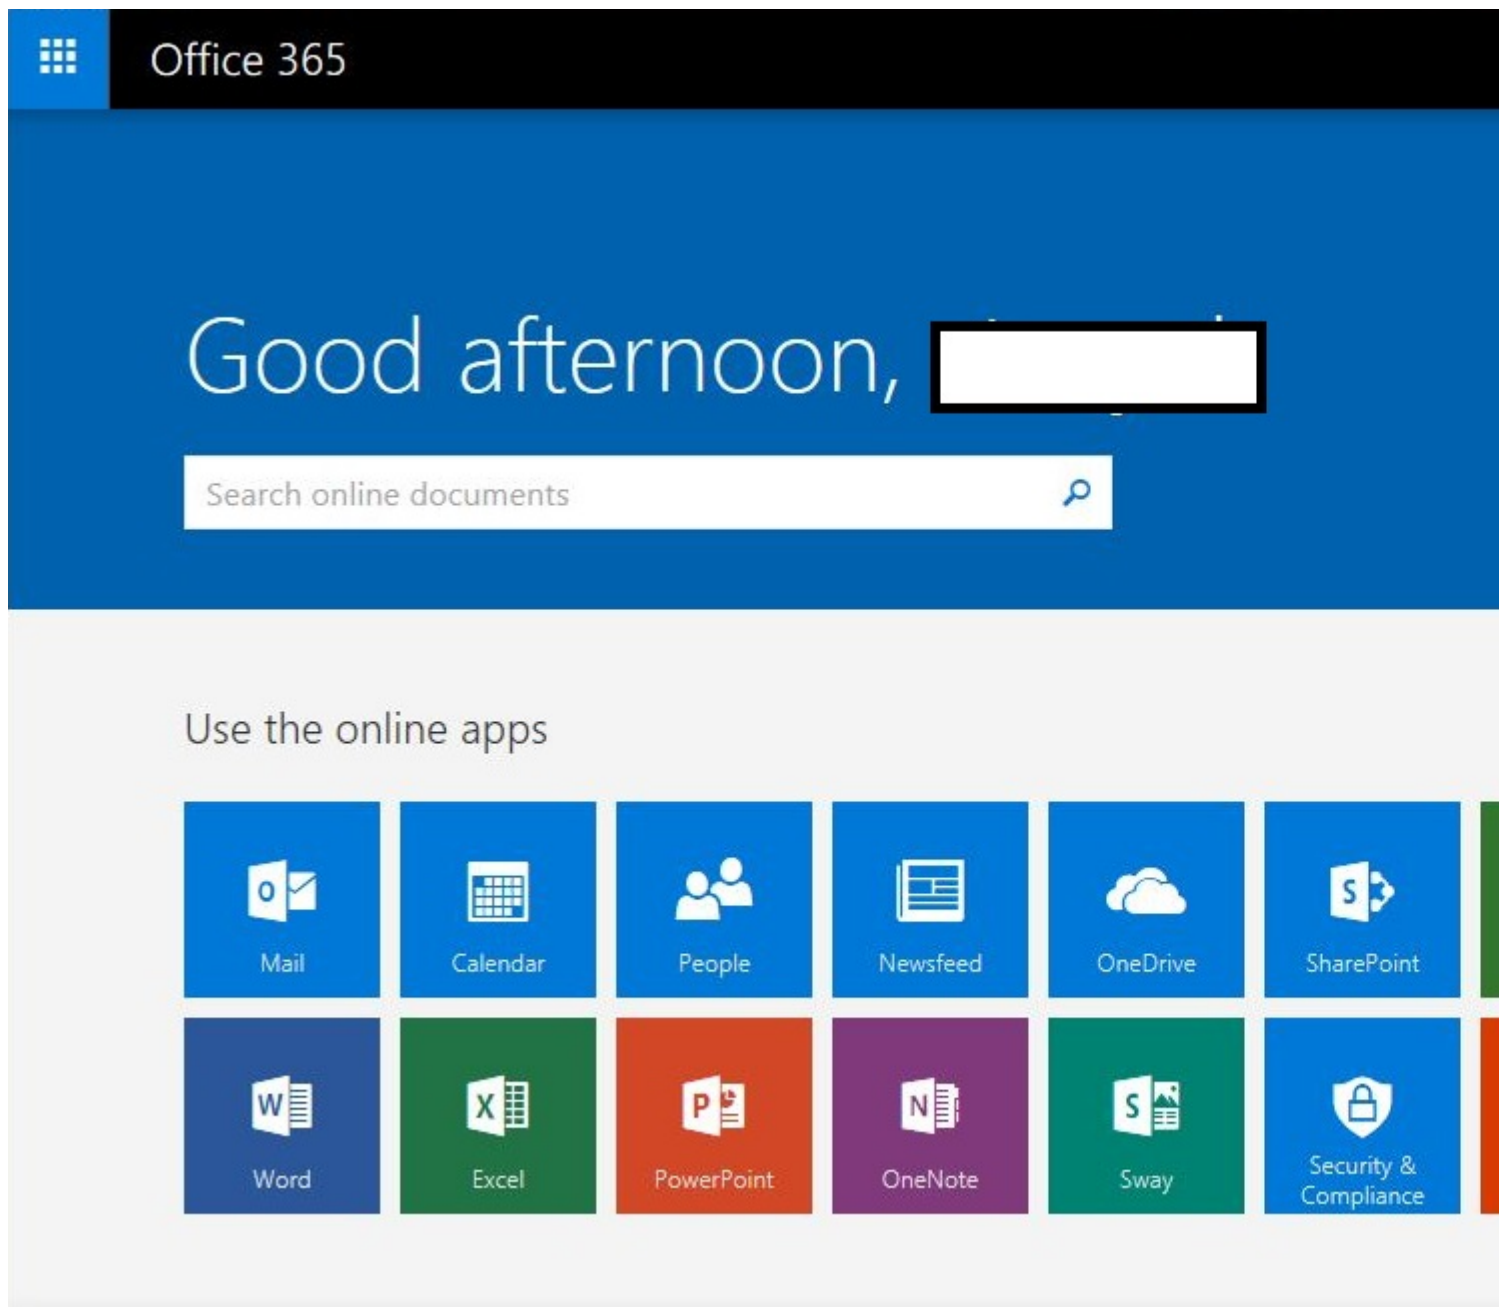 Office 365
Good afternoon,
Search online documents
Use the online apps
Mail Calendar People Newsfeed OneDrive SharePoint
Word Excel PowerPoint OneNote Sway Security &
Compliance